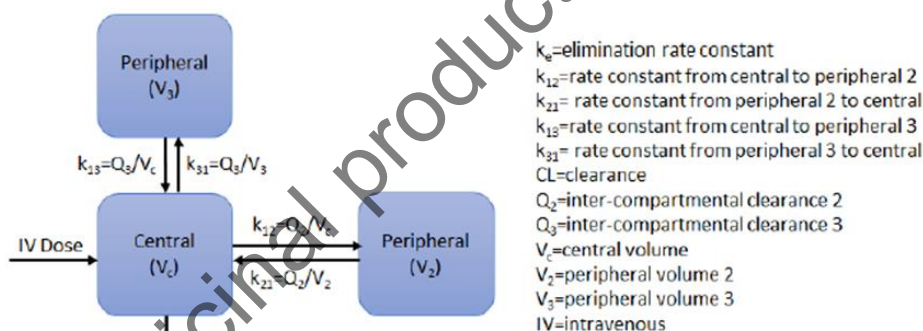 Peripheral
(V₃)
k₁₃=Q₃/V꜀
k₃₁=Q₃/V₃
IV Dose
Central
(V꜀)
k₁₂=Q₂/V꜀
k₂₁=Q₂/V₂
Peripheral
(V₂)
kₑ=elimination rate constant
k₁₂=rate constant from central to peripheral 2
k₂₁= rate constant from peripheral 2 to central
k₁₃=rate constant from central to peripheral 3
k₃₁= rate constant from peripheral 3 to central
CL=clearance
Q₂=inter-compartmental clearance 2
Q₃=inter-compartmental clearance 3
V꜀=central volume
V₂=peripheral volume 2
V₃=peripheral volume 3
IV=intravenous
cinal product